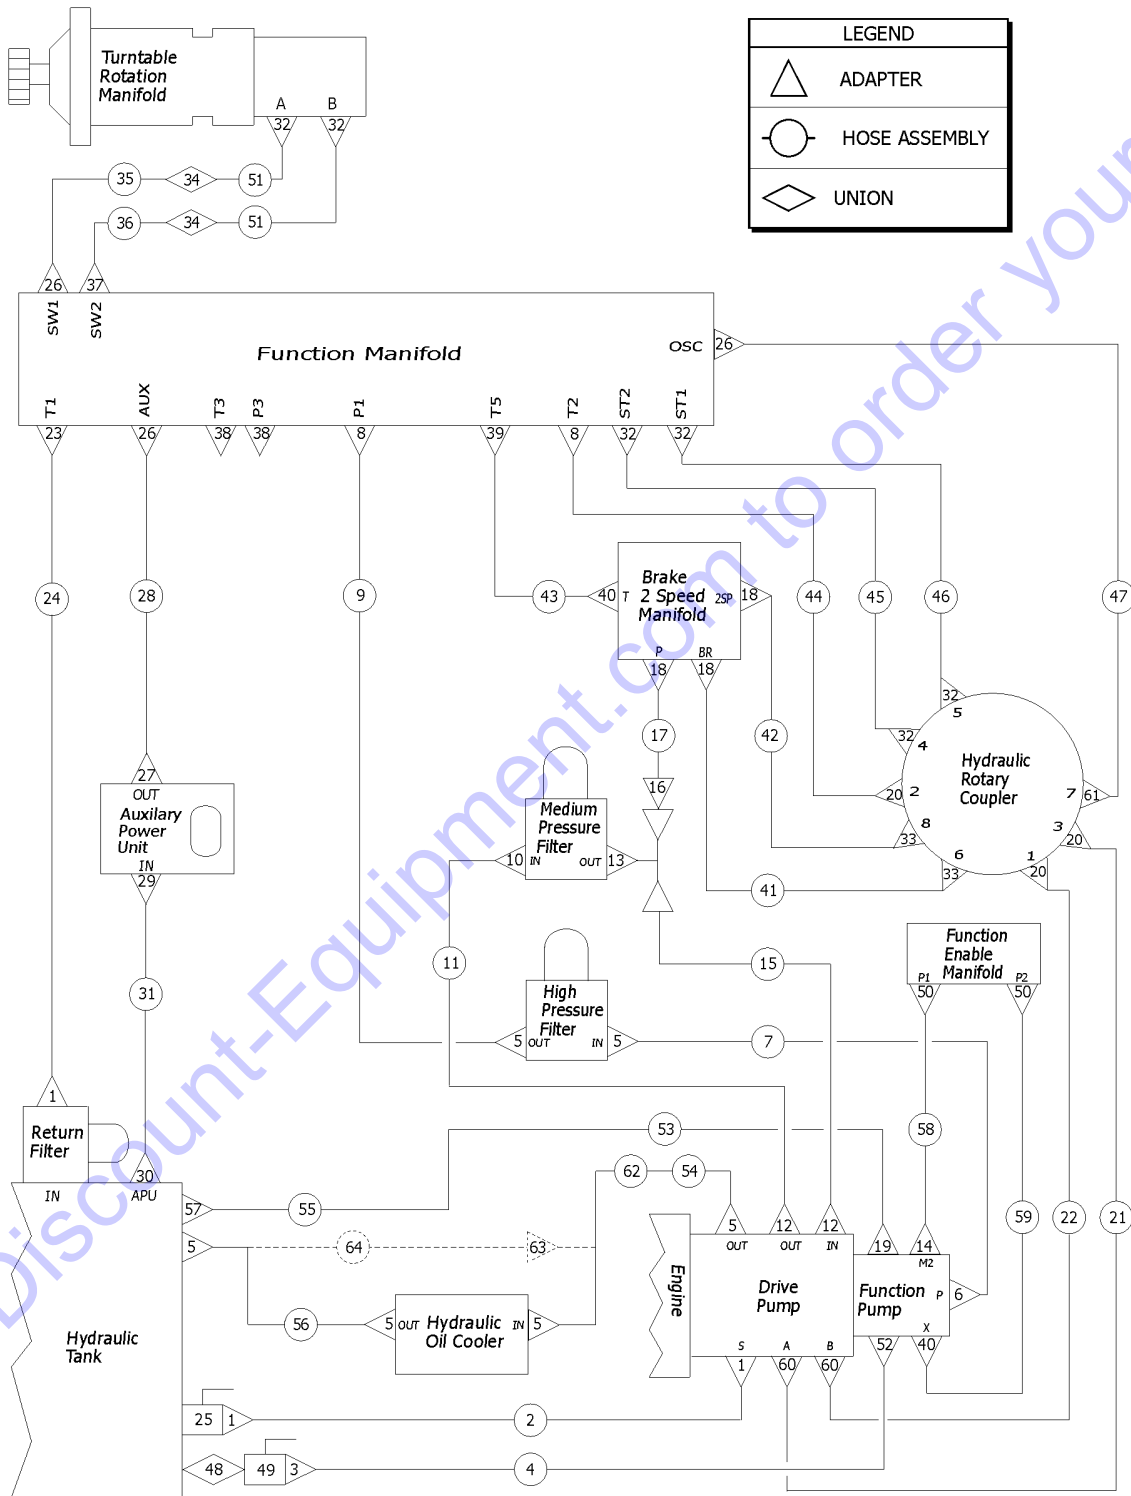 LEGEND
ADAPTER
HOSE ASSEMBLY
UNION
Turntable
Rotation
Manifold
A B
32 32
35 34 51
36 34 51
26 37
SW1 SW2
Function Manifold
OSC 26
T1 AUX T3 P3 P1 T5 T2 ST2 ST1
23 26 38 38 8 39 8 32 32
24 28 9 43 44 45 46 47
Brake
2 Speed
Manifold
40 T 2SP 18
P BR
18 18
17 42
16
32
5
32
4
20 2
33 8
33 6
1 20
3 20
7 61
Hydraulic
Rotary
Coupler
27
OUT
Auxilary
Power
Unit
IN
29
31
Medium
Pressure
Filter
10 IN OUT 13
41
11 15
High
Pressure
Filter
5 OUT IN 5
7
Function
Enable
Manifold
P1 P2
50 50
58 59 22 21
1
Return
Filter
30
IN APU
57 55 53
5 64 63
62 54
56 5 OUT Hydraulic
Oil Cooler IN 5
Hydraulic
Tank
Engine
5 12 12
OUT OUT IN
Drive
Pump
S A B
1 60 60
19 14
M2
Function
Pump
P 6
X
52 40
25 1 2
48 49 3 4
Discount-Equipment.com to order your